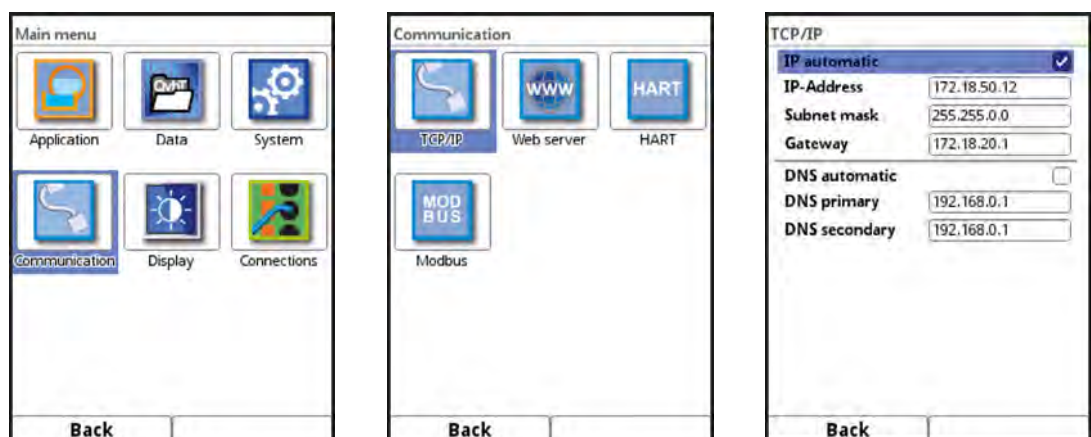 Main menu
Application
Data
System
Communication
Display
Connections
Back
Communication
WWW
HART
TCP/IP
Web server
HART
MOD
BUS
Modbus
Back
TCP/IP
IP automatic
IP-Address 172.18.50.12
Subnet mask 255.255.0.0
Gateway 172.18.20.1
DNS automatic
DNS primary 192.168.0.1
DNS secondary 192.168.0.1
Back